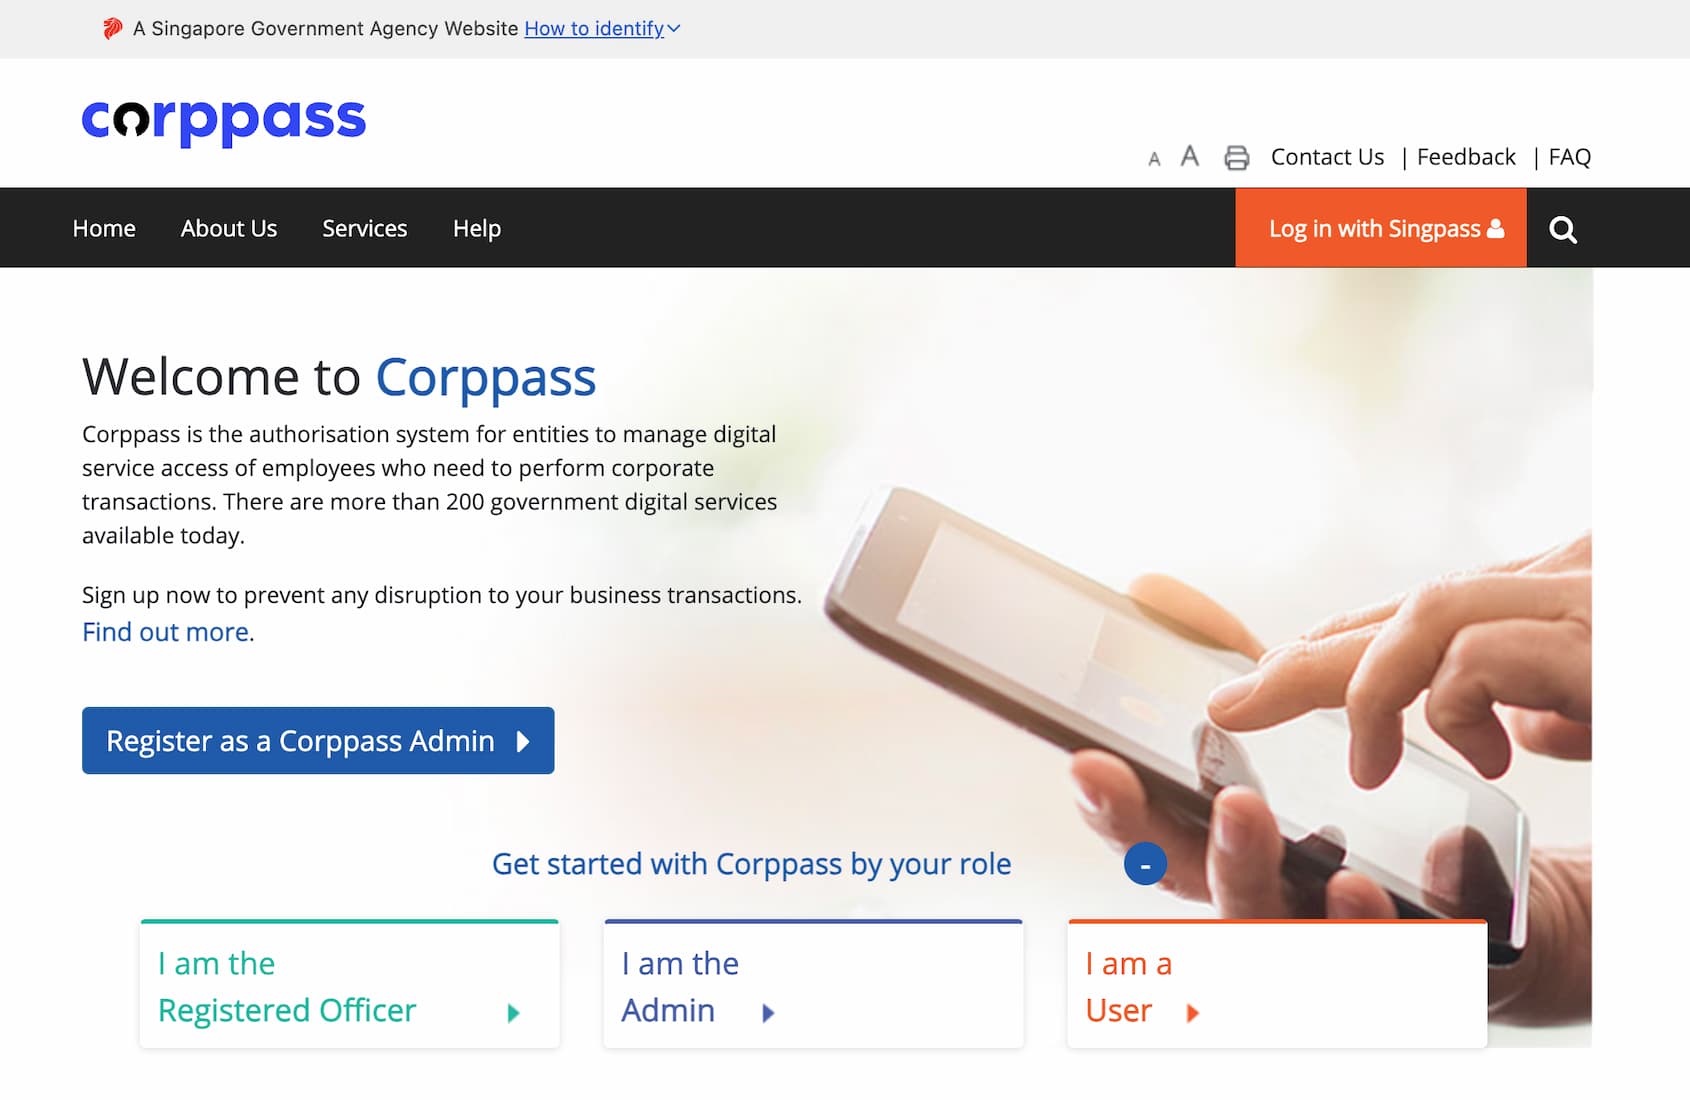 A Singapore Government Agency Website How to identify
corppass
A A Contact Us | Feedback | FAQ
Home About Us Services Help Log in with Singpass
Welcome to Corppass
Corppass is the authorisation system for entities to manage digital
service access of employees who need to perform corporate
transactions. There are more than 200 government digital services
available today.
Sign up now to prevent any disruption to your business transactions.
Find out more.
Register as a Corppass Admin
Get started with Corppass by your role -
I am the
Registered Officer
I am the
Admin
I am a
User